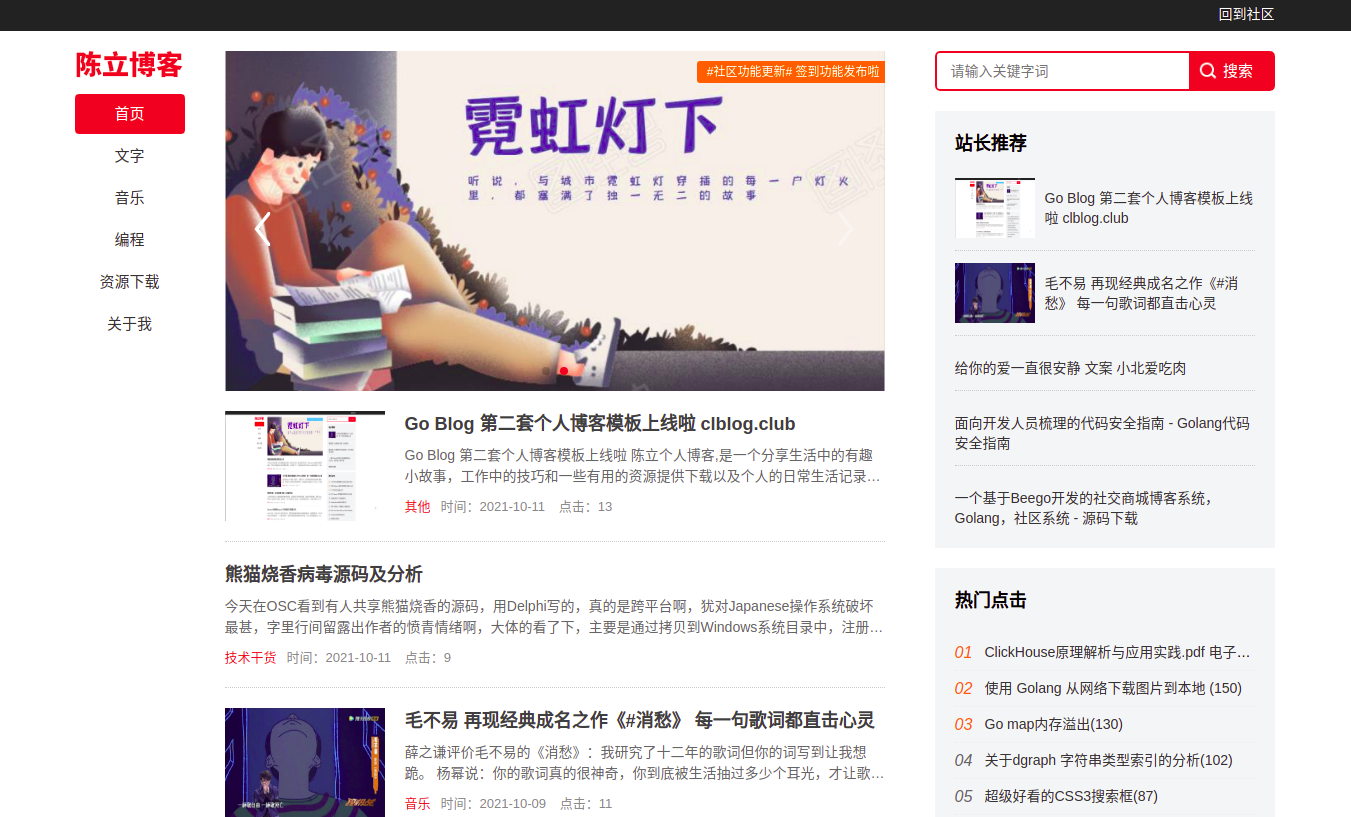 回到社区
陈立博客
首页
文字
音乐
编程
资源下载
关于我
#社区功能更新# 签到功能发布啦
霓虹灯下
听说，与城市霓虹灯穿插的每一户灯火
里，都塞满了独一无二的故事
Go Blog 第二套个人博客模板上线啦 clblog.club
Go Blog 第二套个人博客模板上线啦 陈立个人博客,是一个分享生活中的有趣
小故事，工作中的技巧和一些有用的资源提供下载以及个人的日常生活记录…
其他 时间：2021-10-11 点击：13
熊猫烧香病毒源码及分析
今天在OSC看到有人共享熊猫烧香的源码，用Delphi写的，真的是跨平台啊，犹对Japanese操作系统破坏
最甚，字里行间留露出作者的愤青情绪啊，大体的看了下，主要是通过拷贝到Windows系统目录中，注册…
技术干货 时间：2021-10-11 点击：9
毛不易 再现经典成名之作《#消愁》 每一句歌词都直击心灵
薛之谦评价毛不易的《消愁》：我研究了十二年的歌词但你的词写到让我想
跪。 杨幂说：你的歌词真的很神奇，你到底被生活抽过多少个耳光，才让歌…
音乐 时间：2021-10-09 点击：11
请输入关键字词
搜索
站长推荐
Go Blog 第二套个人博客模板上线
啦 clblog.club
毛不易 再现经典成名之作《#消
愁》 每一句歌词都直击心灵
给你的爱一直很安静 文案 小北爱吃肉
面向开发人员梳理的代码安全指南 - Golang代码
安全指南
一个基于Beego开发的社交商城博客系统，
Golang，社区系统 - 源码下载
热门点击
01 ClickHouse原理解析与应用实践.pdf 电子…
02 使用 Golang 从网络下载图片到本地 (150)
03 Go map内存溢出(130)
04 关于dgraph 字符串类型索引的分析(102)
05 超级好看的CSS3搜索框(87)